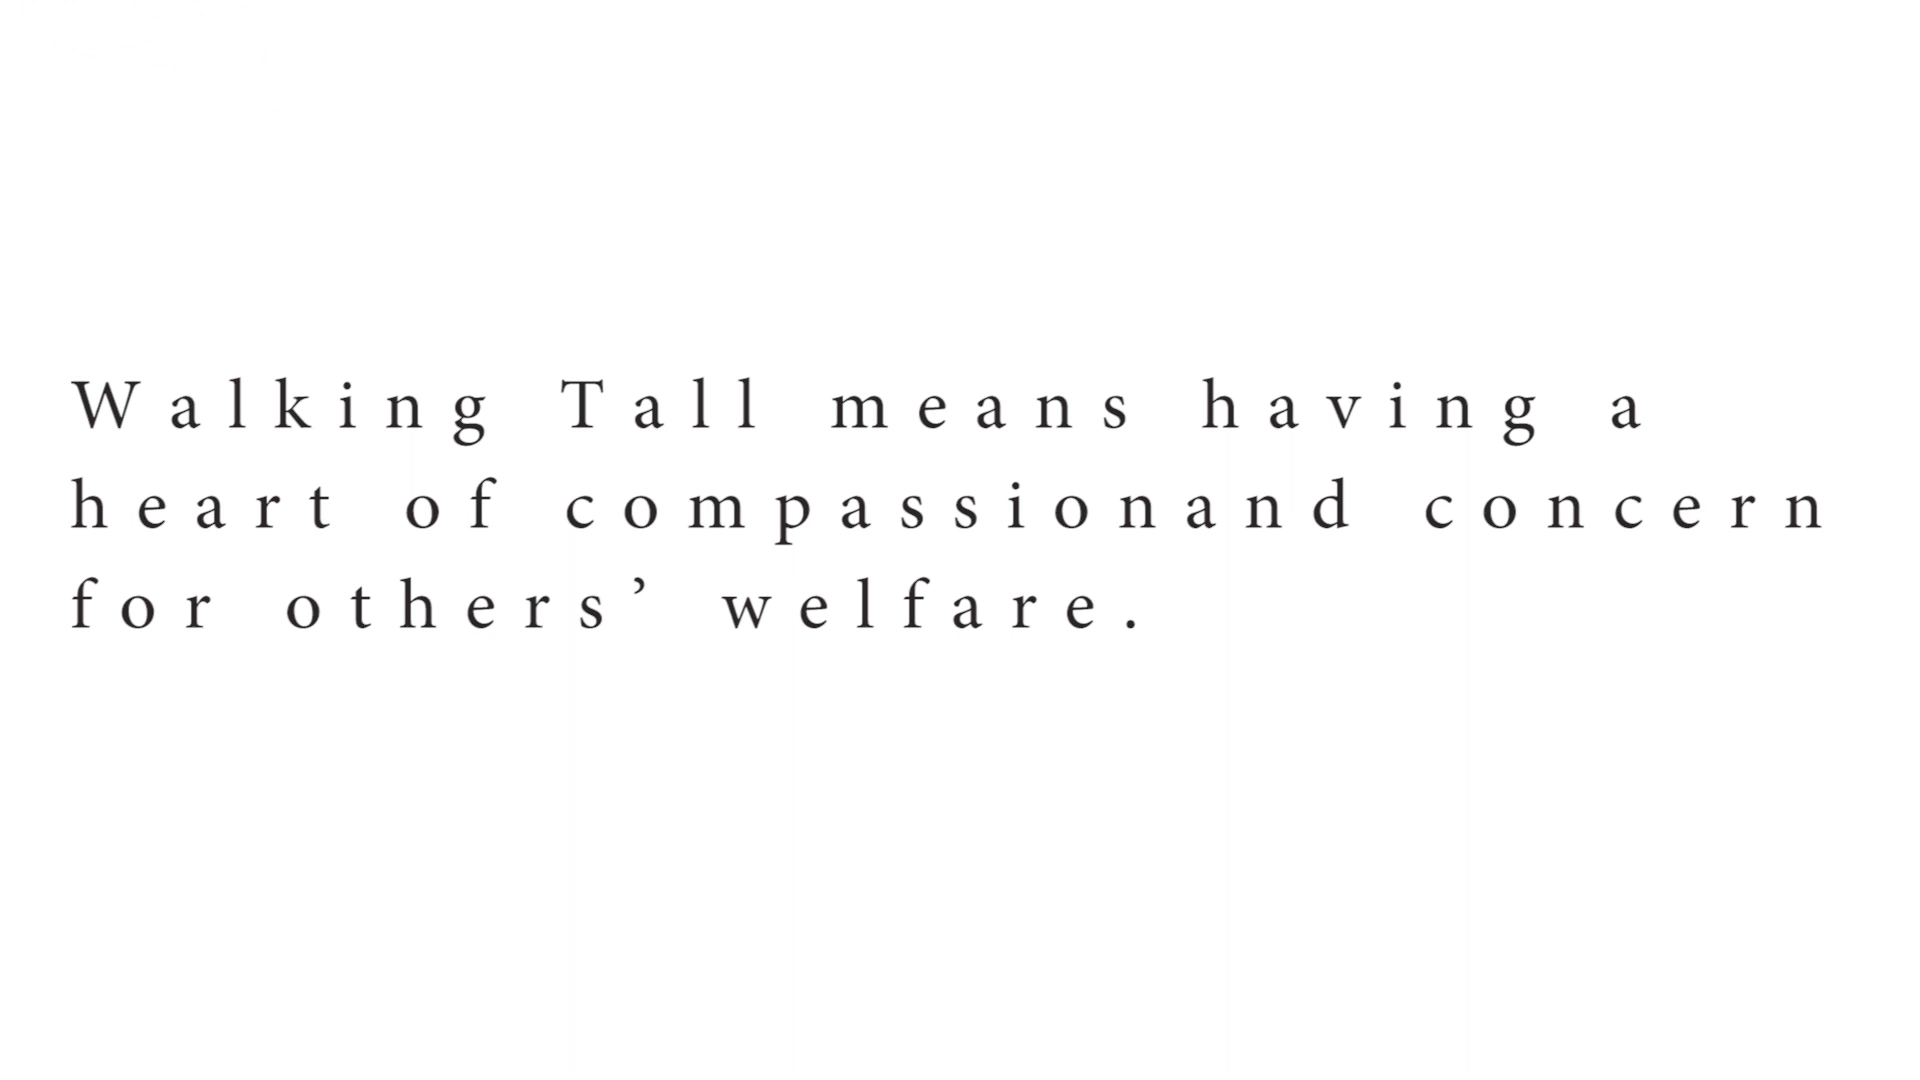 Walking Tall means having a
heart of compassionand concern
for others’ welfare.